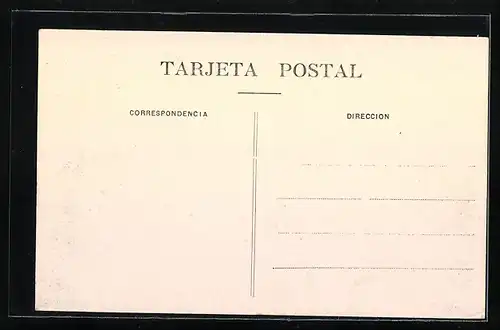 TARJETA POSTAL
CORRESPONDENCIA
DIRECCION